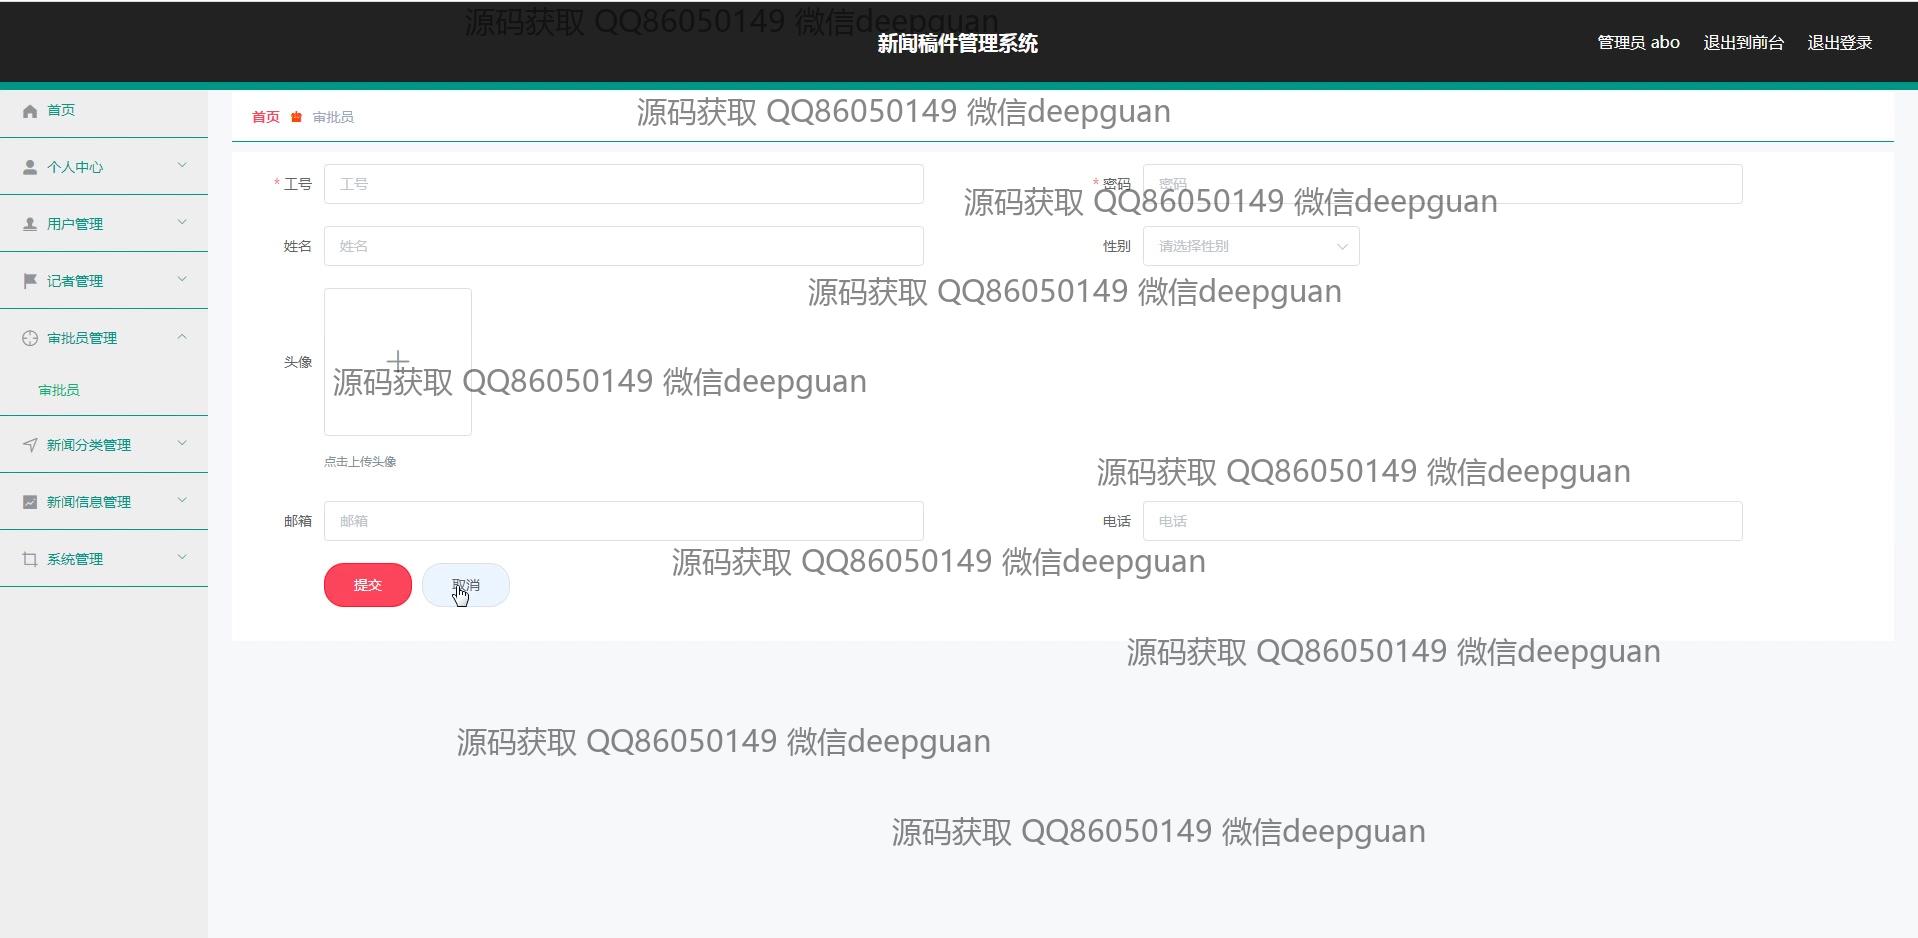 源码获取 QQ86050149 微信deepguan
新闻稿件管理系统
管理员 abo 退出到前台 退出登录
首页
个人中心
用户管理
记者管理
审批员管理
审批员
新闻分类管理
新闻信息管理
系统管理
首页 审批员
源码获取 QQ86050149 微信deepguan
* 工号 工号
* 密码 密码
源码获取 QQ86050149 微信deepguan
姓名 姓名
性别 请选择性别
源码获取 QQ86050149 微信deepguan
头像
源码获取 QQ86050149 微信deepguan
点击上传头像
源码获取 QQ86050149 微信deepguan
邮箱 邮箱
电话 电话
源码获取 QQ86050149 微信deepguan
提交 取消
源码获取 QQ86050149 微信deepguan
源码获取 QQ86050149 微信deepguan
源码获取 QQ86050149 微信deepguan